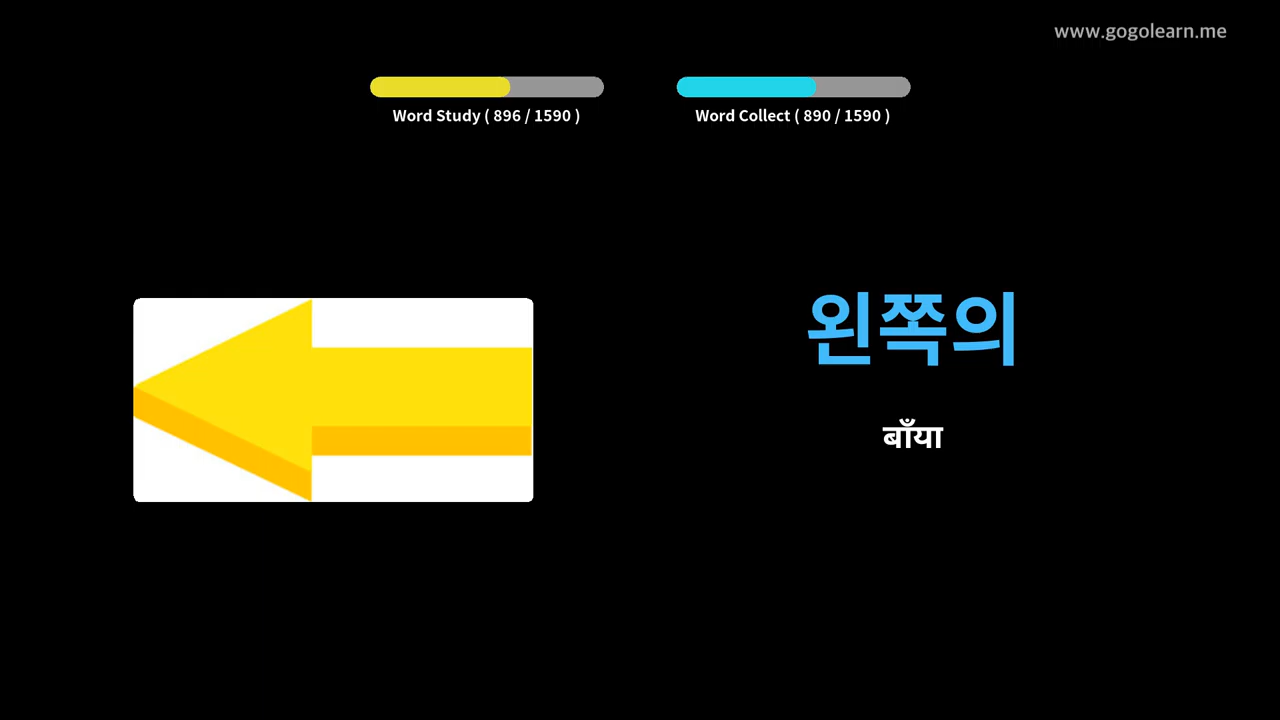 www.gogolearn.me
Word Study ( 896 / 1590 )
Word Collect ( 890 / 1590 )
왼쪽의
बाँया